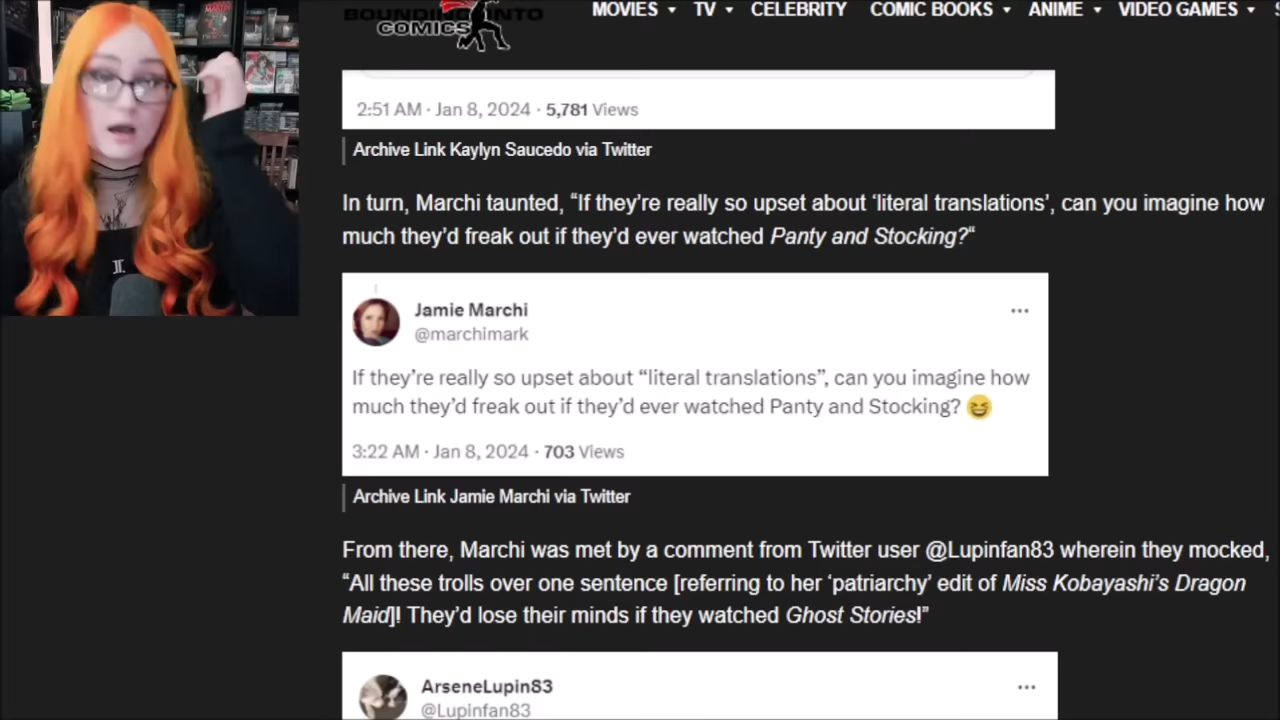 BOUNDING INTO
COMICS
MOVIES TV CELEBRITY COMIC BOOKS ANIME VIDEO GAMES
2:51 AM · Jan 8, 2024 · 5,781 Views
Archive Link Kaylyn Saucedo via Twitter
In turn, Marchi taunted, “If they’re really so upset about ‘literal translations’, can you imagine how
much they’d freak out if they’d ever watched Panty and Stocking?“
Jamie Marchi
@marchimark
If they’re really so upset about “literal translations”, can you imagine how
much they’d freak out if they’d ever watched Panty and Stocking? 😆
3:22 AM · Jan 8, 2024 · 703 Views
Archive Link Jamie Marchi via Twitter
From there, Marchi was met by a comment from Twitter user @Lupinfan83 wherein they mocked,
“All these trolls over one sentence [referring to her ‘patriarchy’ edit of Miss Kobayashi’s Dragon
Maid]! They’d lose their minds if they watched Ghost Stories!”
ArseneLupin83
@Lupinfan83